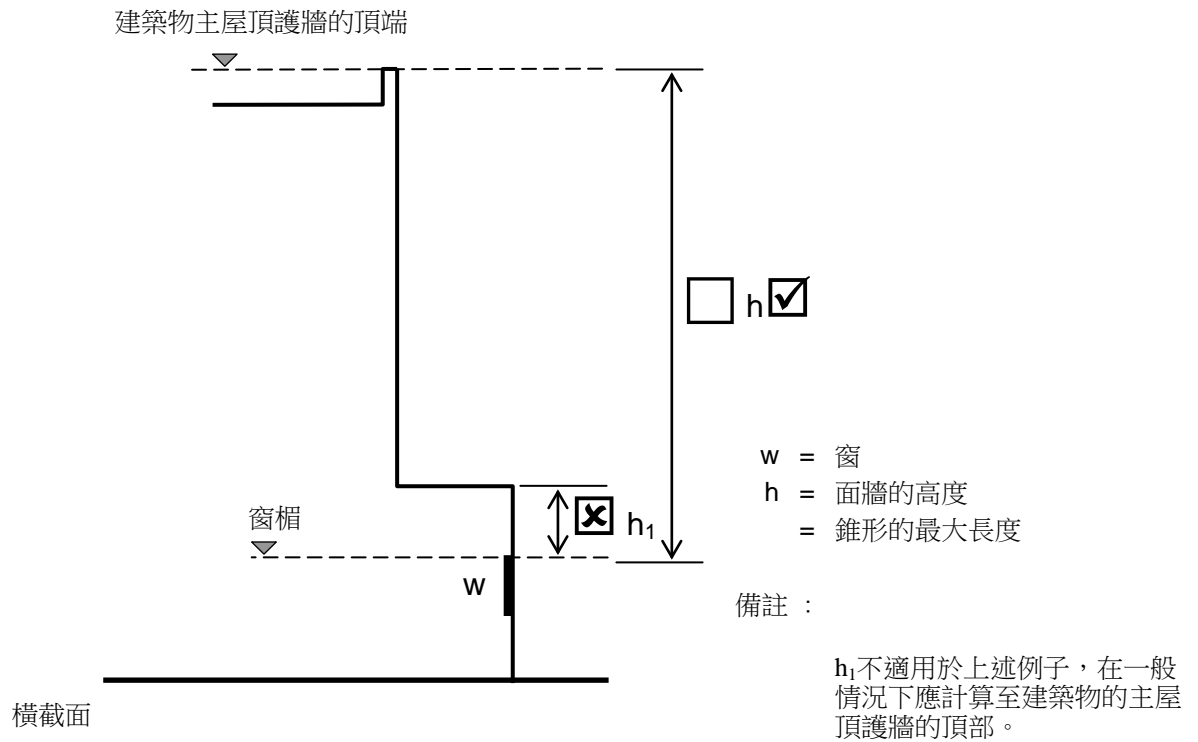 建築物主屋頂護牆的頂端
h
w = 窗
h = 面牆的高度
= 錐形的最大長度
窗楣
h₁
w
備註 :
h₁不適用於上述例子,在一般
情況下應計算至建築物的主屋
頂護牆的頂部。
橫截面